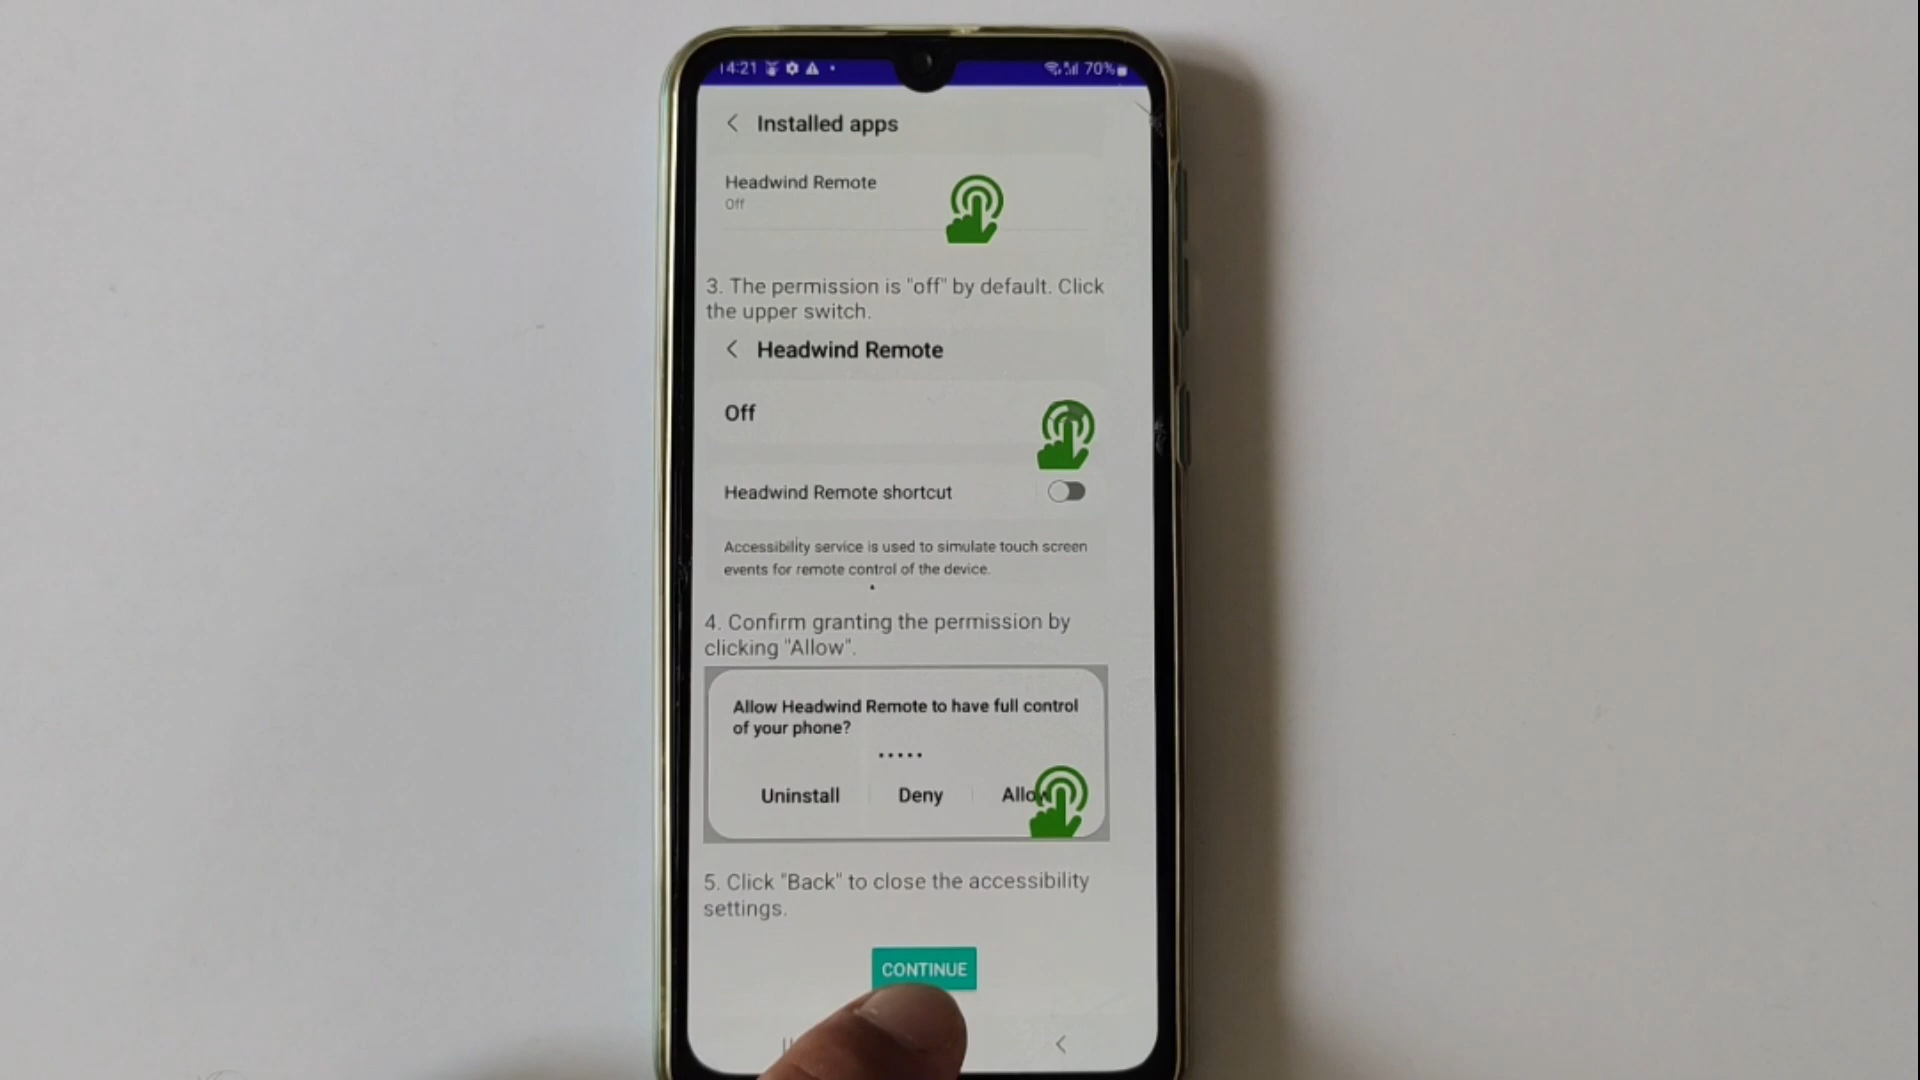 14:21
70%
Installed apps
Headwind Remote
Off
3. The permission is "off" by default. Click
the upper switch.
Headwind Remote
Off
Headwind Remote shortcut
Accessibility service is used to simulate touch screen
events for remote control of the device.
4. Confirm granting the permission by
clicking "Allow".
Allow Headwind Remote to have full control
of your phone?
.....
Uninstall Deny Allow
5. Click "Back" to close the accessibility
settings.
CONTINUE